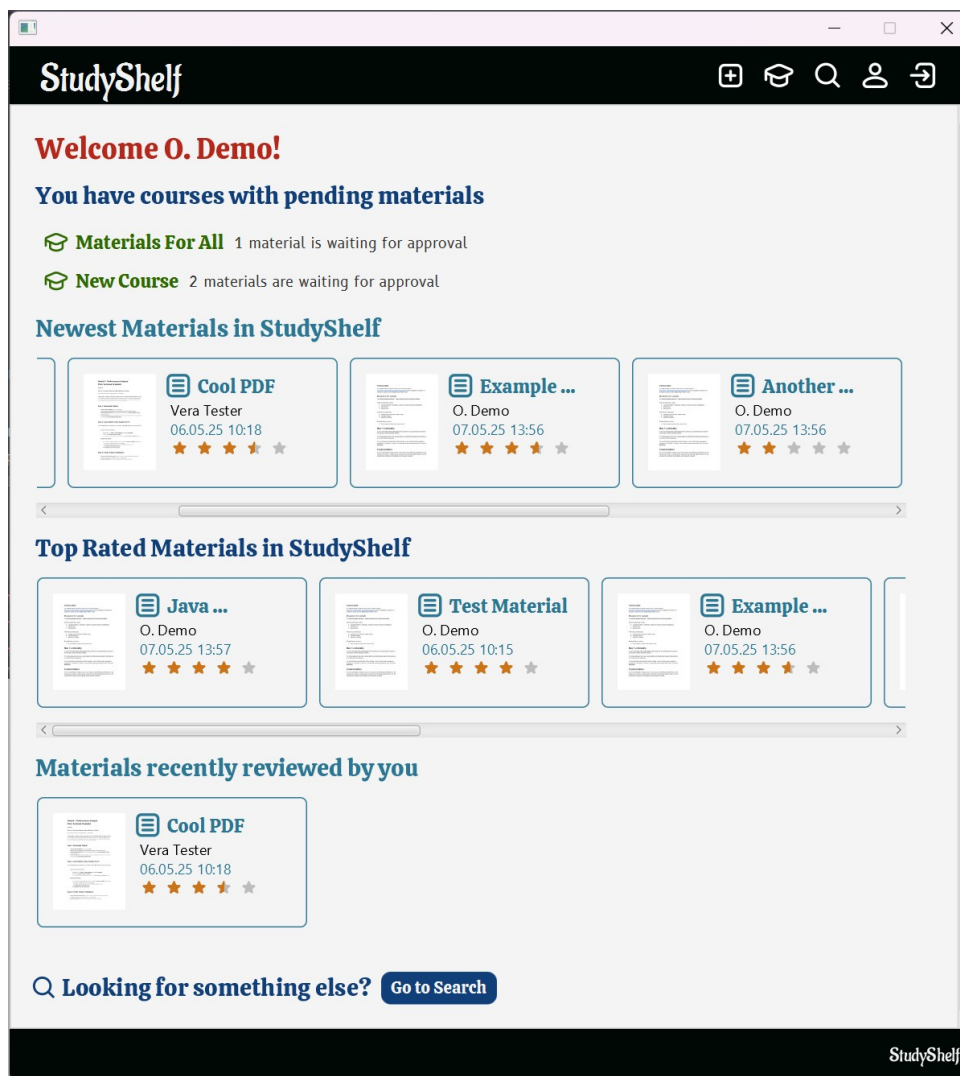 StudyShelf
Welcome O. Demo!
You have courses with pending materials
Materials For All 1 material is waiting for approval
New Course 2 materials are waiting for approval
Newest Materials in StudyShelf
Cool PDF
Vera Tester
06.05.25 10:18
Example ...
O. Demo
07.05.25 13:56
Another ...
O. Demo
07.05.25 13:56
Top Rated Materials in StudyShelf
Java ...
O. Demo
07.05.25 13:57
Test Material
O. Demo
06.05.25 10:15
Example ...
O. Demo
07.05.25 13:56
Materials recently reviewed by you
Cool PDF
Vera Tester
06.05.25 10:18
Looking for something else? Go to Search
StudyShelf